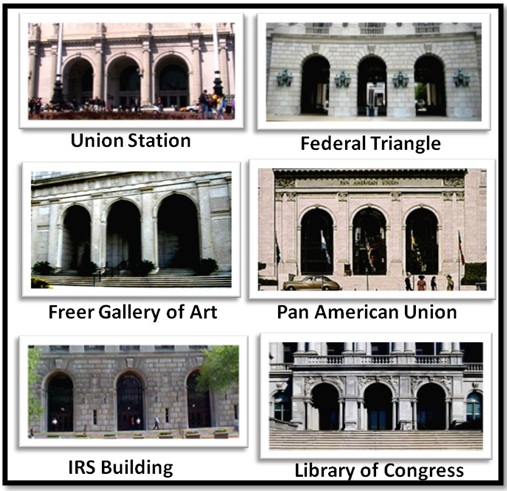 Union Station
Federal Triangle
PAN AMERICAN UNION
Freer Gallery of Art
Pan American Union
IRS Building
Library of Congress